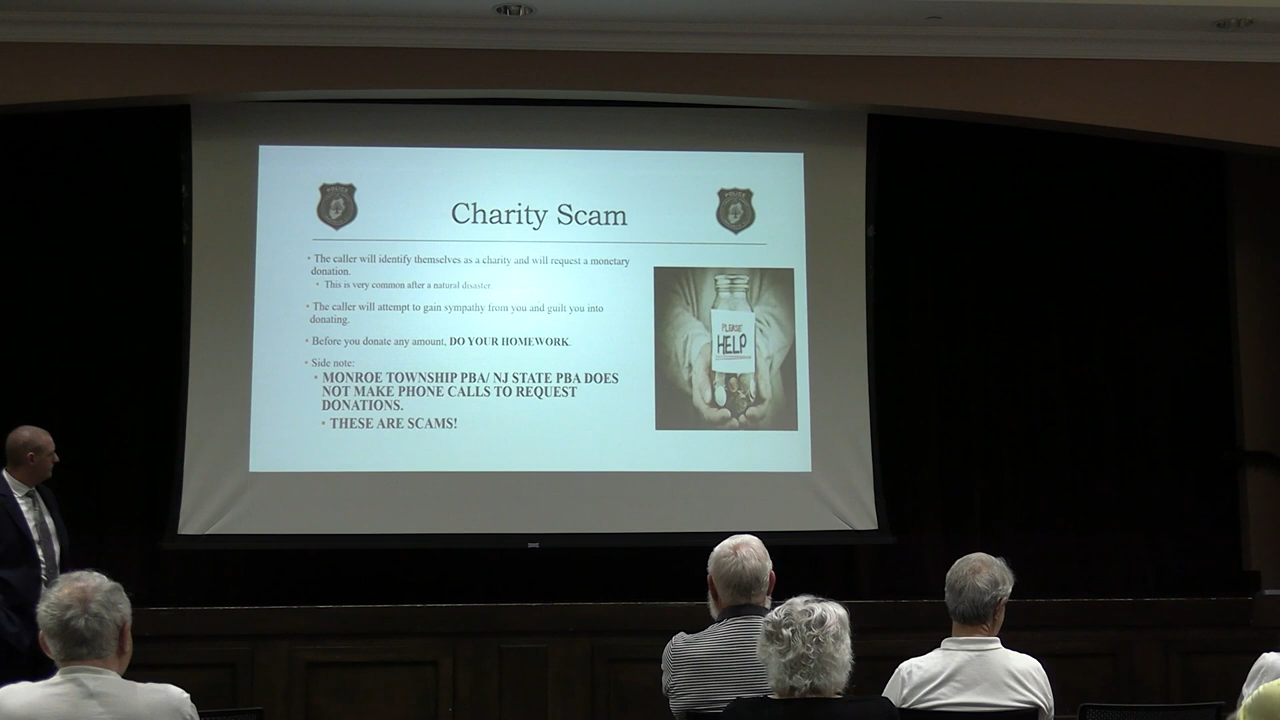 POLICE
POLICE
Charity Scam
• The caller will identify themselves as a charity and will request a monetary
donation.
• This is very common after a natural disaster.
• The caller will attempt to gain sympathy from you and guilt you into
donating.
• Before you donate any amount, DO YOUR HOMEWORK.
• Side note:
• MONROE TOWNSHIP PBA/ NJ STATE PBA DOES
NOT MAKE PHONE CALLS TO REQUEST
DONATIONS.
• THESE ARE SCAMS!
PLEASE
HELP